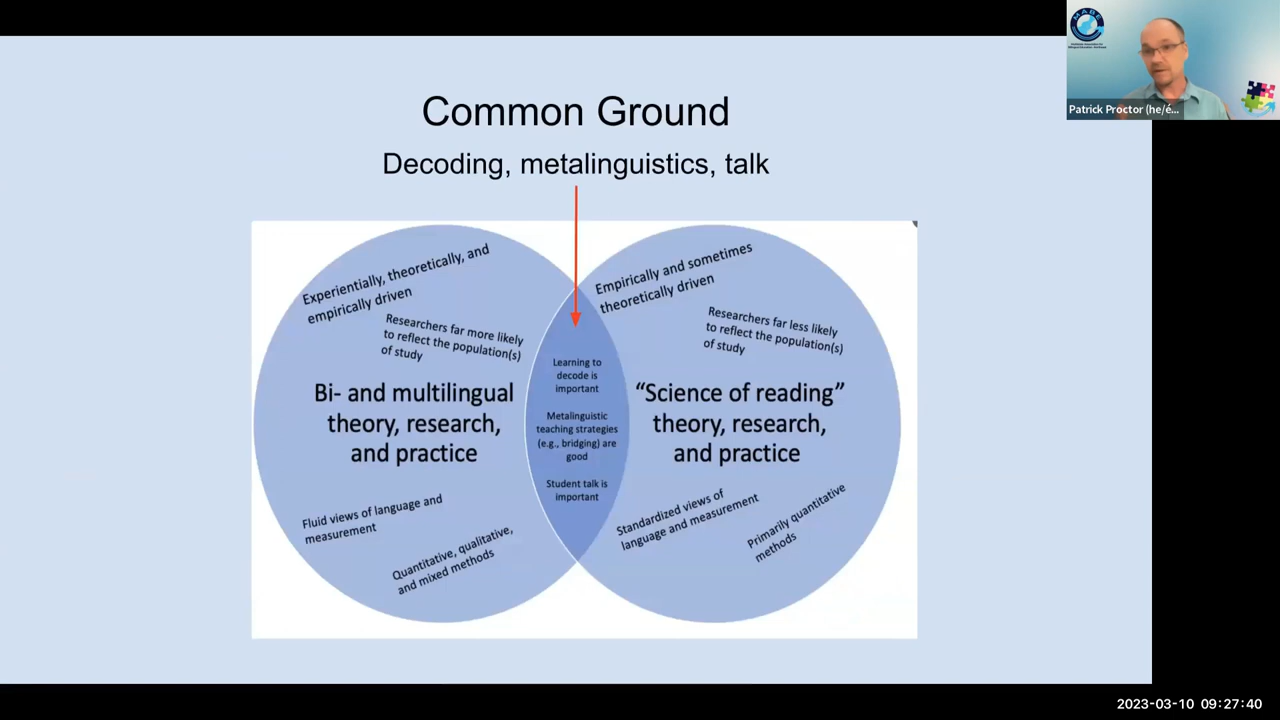 MABE
Patrick Proctor (he/é...
Common Ground
Decoding, metalinguistics, talk
Experientially, theoretically, and
empirically driven
Researchers far more likely
to reflect the population(s)
of study
Bi- and multilingual
theory, research,
and practice
Fluid views of language and
measurement
Quantitative, qualitative,
and mixed methods
Learning to
decode is
important
Metalinguistic
teaching strategies
(e.g., bridging) are
good
Student talk is
important
Empirically and sometimes
theoretically driven
Researchers far less likely
to reflect the population(s)
of study
“Science of reading”
theory, research,
and practice
Standardized views of
language and measurement
Primarily quantitative
methods
2023-03-10 09:27:40